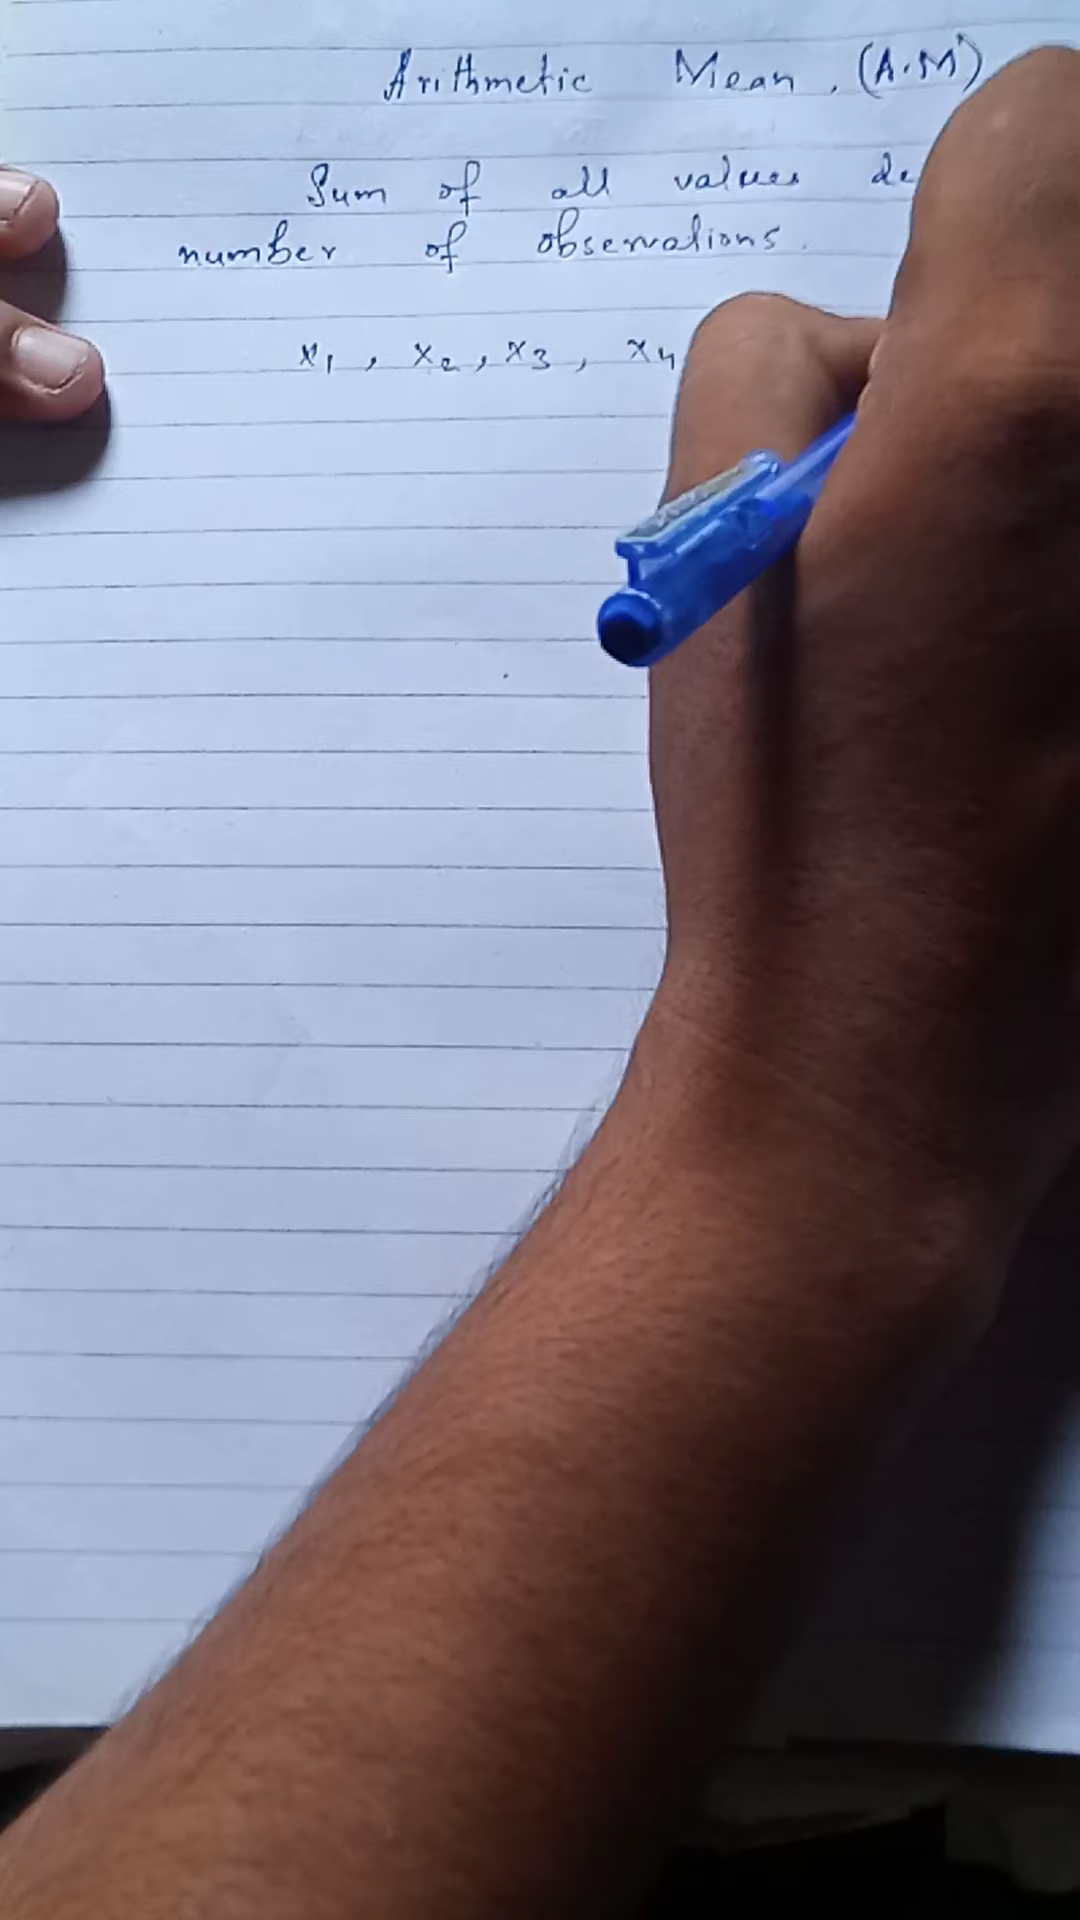 Arithmetic Mean, (A.M)
Sum of all values
number of observations.
x₁, x₂, x₃, x₄